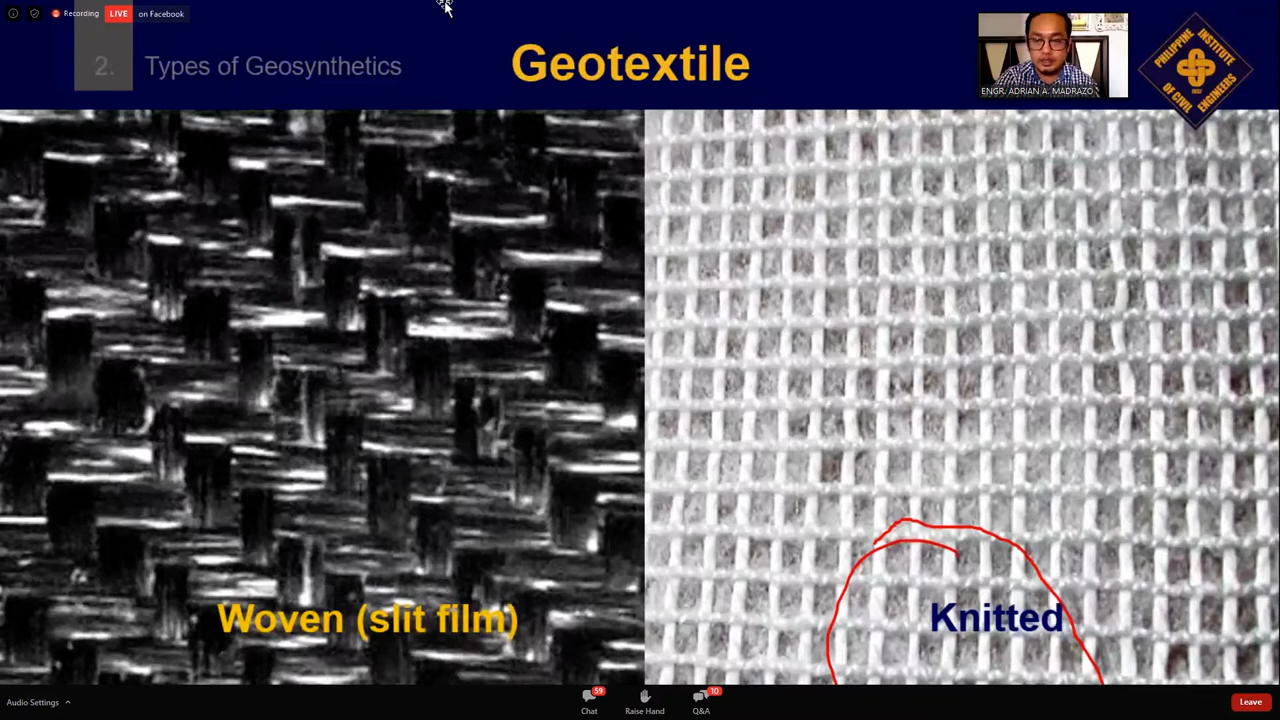 Recording LIVE on Facebook
2. Types of Geosynthetics
Geotextile
ENGR. ADRIAN A. MADRAZO
PHILIPPINE INSTITUTE
OF CIVIL ENGINEERS
1937
Woven (slit film)
Knitted
Audio Settings
59
Chat
Raise Hand
10
Q&A
Leave